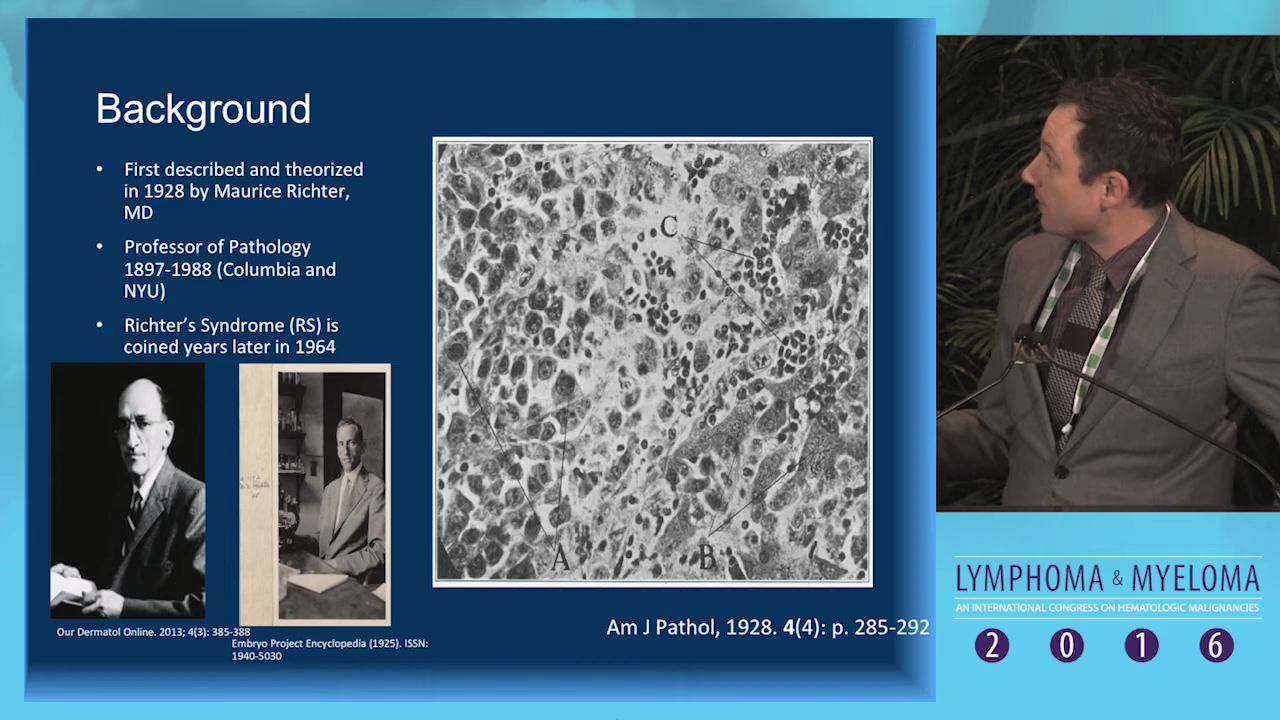 Background
• First described and theorized
in 1928 by Maurice Richter,
MD
• Professor of Pathology
1897-1988 (Columbia and
NYU)
• Richter's Syndrome (RS) is
coined years later in 1964
C
A
B
Our Dermatol Online. 2013; 4(3): 385-388
Embryo Project Encyclopedia (1925). ISSN:
1940-5030
Am J Pathol, 1928. 4(4): p. 285-292
LYMPHOMA & MYELOMA
AN INTERNATIONAL CONGRESS ON HEMATOLOGIC MALIGNANCIES
2 0 1 6